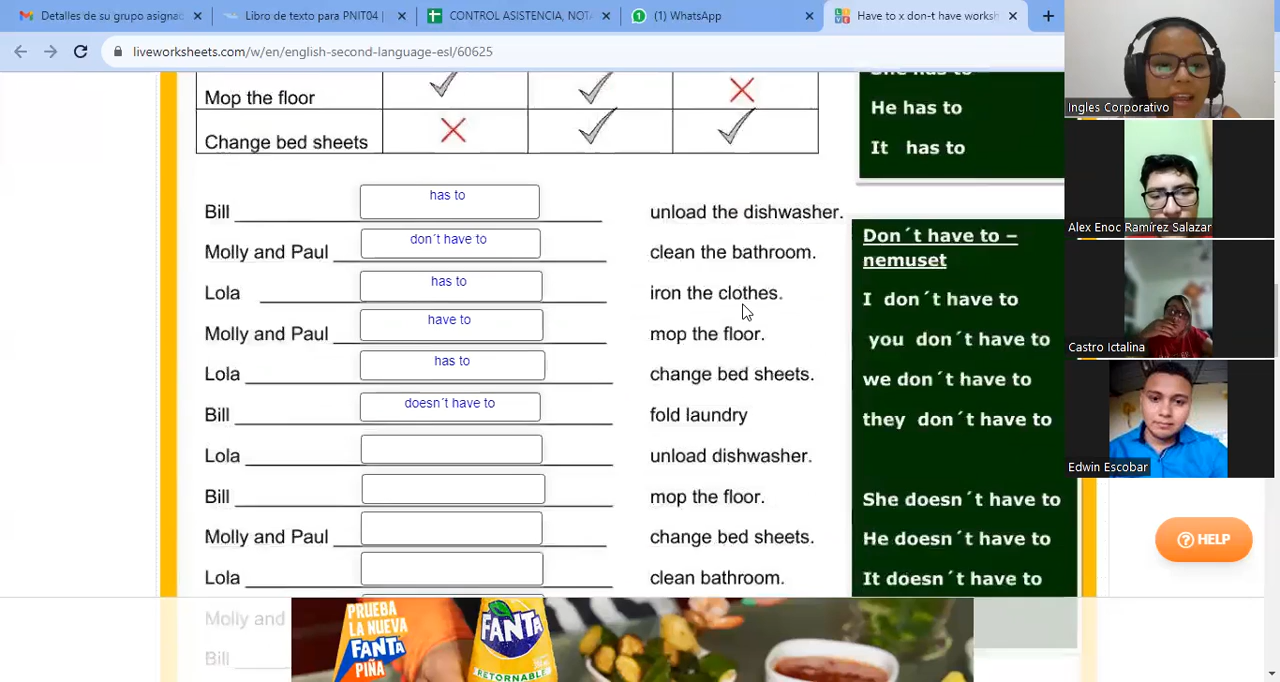 Detalles de su grupo asignac
Libro de texto para PNIT04 |
CONTROL ASISTENCIA, NOTA
(1) WhatsApp
Have to x don-t have worksh
liveworksheets.com/w/en/english-second-language-esl/60625
Mop the floor
Change bed sheets
He has to
It has to
Bill has to unload the dishwasher.
Molly and Paul don´t have to clean the bathroom.
Lola has to iron the clothes.
Molly and Paul have to mop the floor.
Lola has to change bed sheets.
Bill doesn´t have to fold laundry
Lola unload dishwasher.
Bill mop the floor.
Molly and Paul change bed sheets.
Lola clean bathroom.
Molly and
Bill
Don´t have to –
nemuset
I don´t have to
you don´t have to
we don´t have to
they don´t have to
She doesn´t have to
He doesn´t have to
It doesn´t have to
Ingles Corporativo
Alex Enoc Ramírez Salazar
Castro Ictalina
Edwin Escobar
? HELP
PRUEBA
LA NUEVA
FANTA
PIÑA
FANTA
RETORNABLE